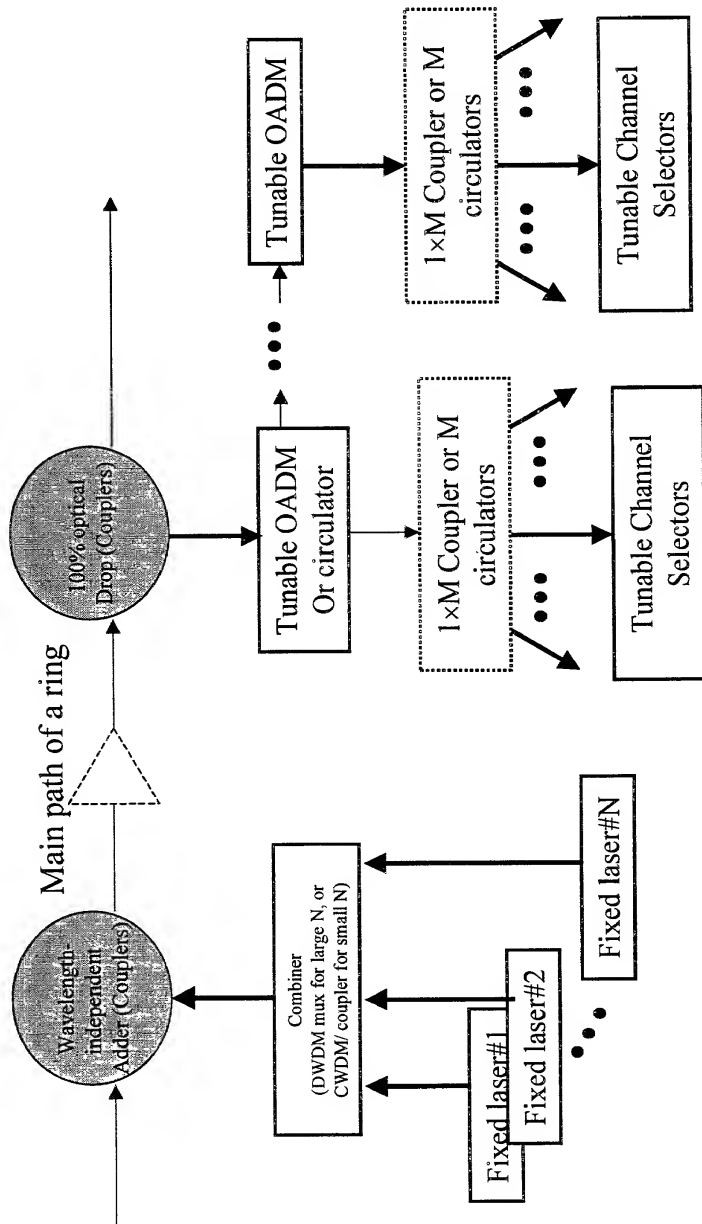 Main path of a ring
Wavelength-
independent
Adder (Couplers)
100% optical
Drop (Couplers)
Combiner
(DWDM mux for large N, or
CWDM/ coupler for small N)
Fixed laser#1
Fixed laser#2
Fixed laser#N
Tunable OADM
Or circulator
Tunable OADM
1×M Coupler or M
circulators
1×M Coupler or M
circulators
Tunable Channel
Selectors
Tunable Channel
Selectors